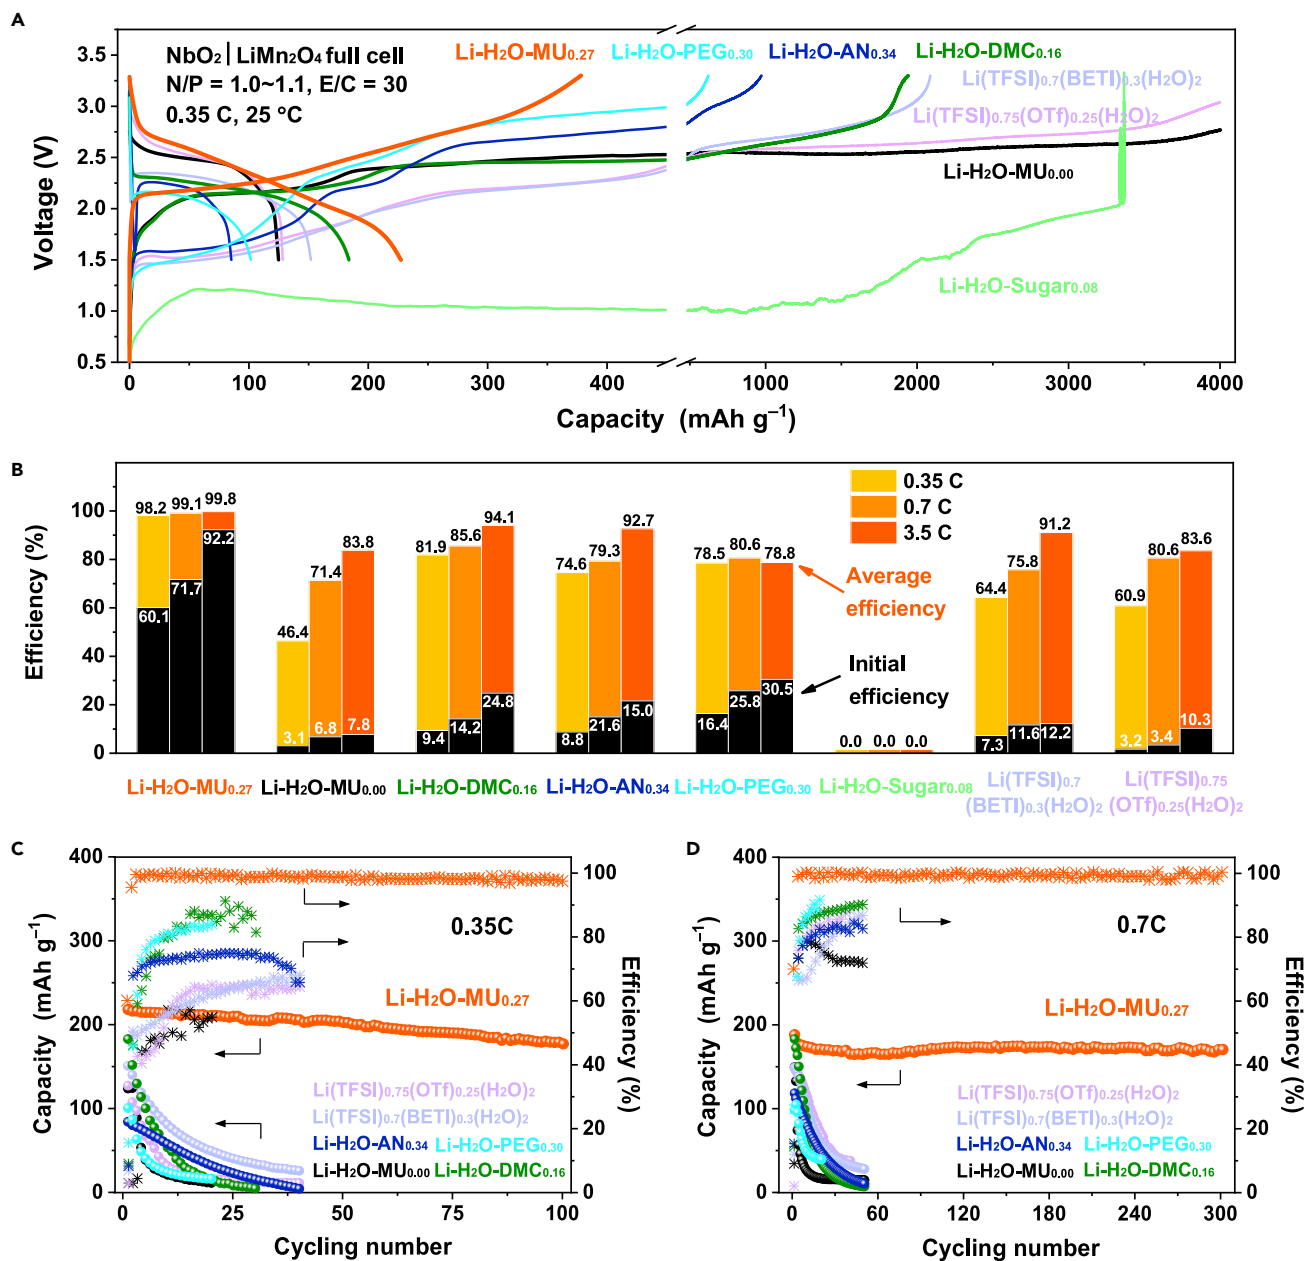 A
NbO2 | LiMn2O4 full cell
N/P = 1.0~1.1, E/C = 30
0.35 C, 25 °C
Li-H2O-MU0.27
Li-H2O-PEG0.30
Li-H2O-AN0.34
Li-H2O-DMC0.16
Li(TFSI)0.7(BETI)0.3(H2O)2
Li(TFSI)0.75(OTf)0.25(H2O)2
Li-H2O-MU0.00
Li-H2O-Sugar0.08
Voltage (V)
3.5
3.0
2.5
2.0
1.5
1.0
0.5
0 100 200 300 400 1000 2000 3000 4000
Capacity (mAh g–1)
B
Efficiency (%)
100
80
60
40
20
0
0.35 C
0.7 C
3.5 C
Average
efficiency
Initial
efficiency
98.2 99.1 99.8
60.1 71.7 92.2
46.4 71.4 83.8
3.1 6.8 7.8
81.9 85.6 94.1
9.4 14.2 24.8
74.6 79.3 92.7
8.8 21.6 15.0
78.5 80.6 78.8
16.4 25.8 30.5
0.0 0.0 0.0
64.4 75.8 91.2
7.3 11.6 12.2
60.9 80.6 83.6
3.2 3.4 10.3
Li-H2O-MU0.27
Li-H2O-MU0.00
Li-H2O-DMC0.16
Li-H2O-AN0.34
Li-H2O-PEG0.30
Li-H2O-Sugar0.08
Li(TFSI)0.7
(BETI)0.3(H2O)2
Li(TFSI)0.75
(OTf)0.25(H2O)2
C
Capacity (mAh g–1)
400
300
200
100
0
0.35C
Li-H2O-MU0.27
Li(TFSI)0.75(OTf)0.25(H2O)2
Li(TFSI)0.7(BETI)0.3(H2O)2
Li-H2O-AN0.34 Li-H2O-PEG0.30
Li-H2O-MU0.00 Li-H2O-DMC0.16
100
80
60
40
20
0
Efficiency (%)
0 25 50 75 100
Cycling number
D
Capacity (mAh g–1)
400
300
200
100
0
0.7C
Li-H2O-MU0.27
Li(TFSI)0.75(OTf)0.25(H2O)2
Li(TFSI)0.7(BETI)0.3(H2O)2
Li-H2O-AN0.34 Li-H2O-PEG0.30
Li-H2O-MU0.00 Li-H2O-DMC0.16
100
80
60
40
20
0
Efficiency (%)
0 60 120 180 240 300
Cycling number